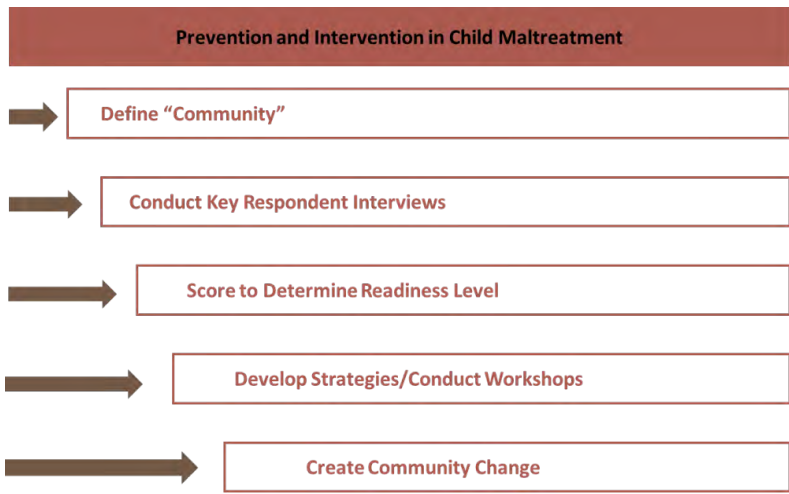 Prevention and Intervention in Child Maltreatment
Define “Community”
Conduct Key Respondent Interviews
Score to Determine Readiness Level
Develop Strategies/Conduct Workshops
Create Community Change